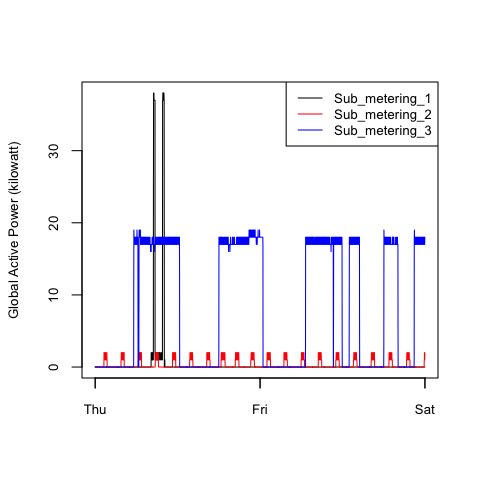 Sub_metering_1
Sub_metering_2
Sub_metering_3
Global Active Power (kilowatt)
30
20
10
0
Thu Fri Sat